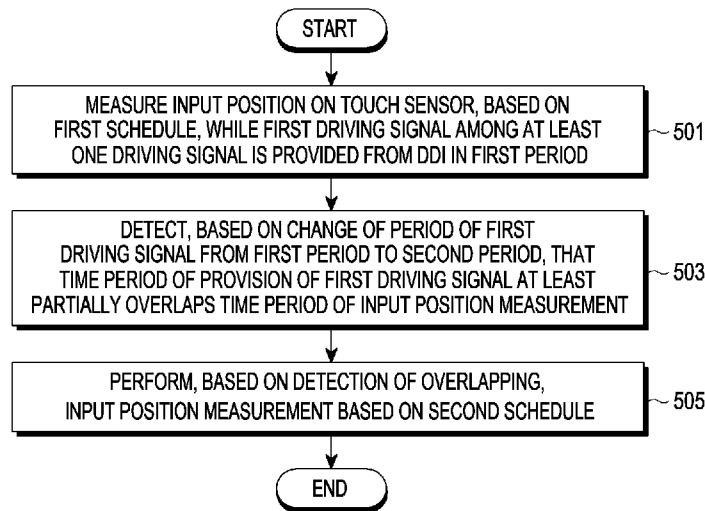 START
MEASURE INPUT POSITION ON TOUCH SENSOR, BASED ON
FIRST SCHEDULE, WHILE FIRST DRIVING SIGNAL AMONG AT LEAST
ONE DRIVING SIGNAL IS PROVIDED FROM DDI IN FIRST PERIOD
501
DETECT, BASED ON CHANGE OF PERIOD OF FIRST
DRIVING SIGNAL FROM FIRST PERIOD TO SECOND PERIOD, THAT
TIME PERIOD OF PROVISION OF FIRST DRIVING SIGNAL AT LEAST
PARTIALLY OVERLAPS TIME PERIOD OF INPUT POSITION MEASUREMENT
503
PERFORM, BASED ON DETECTION OF OVERLAPPING,
INPUT POSITION MEASUREMENT BASED ON SECOND SCHEDULE
505
END